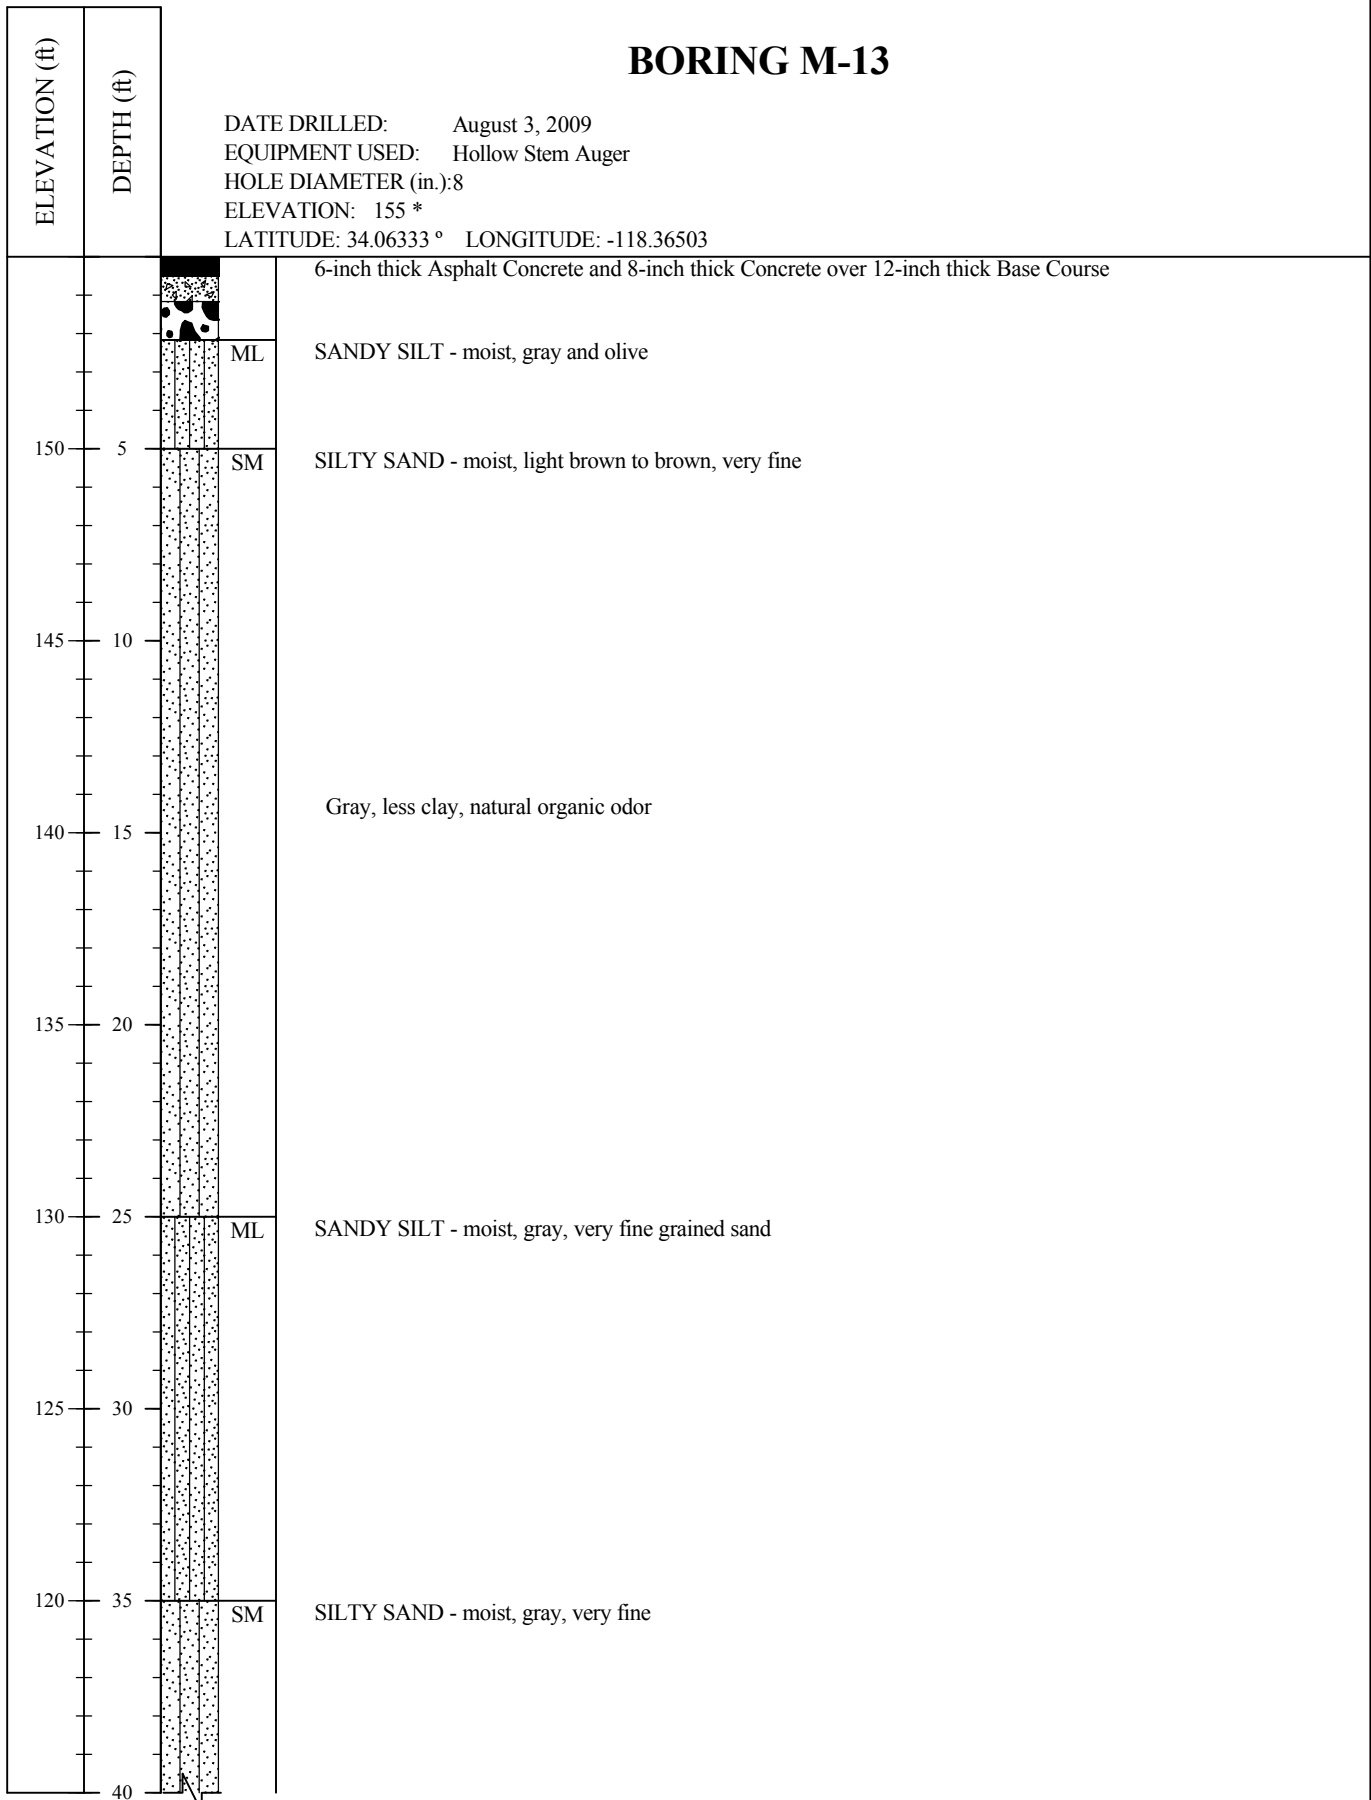 ELEVATION (ft)
DEPTH (ft)
BORING M-13
DATE DRILLED: August 3, 2009
EQUIPMENT USED: Hollow Stem Auger
HOLE DIAMETER (in.):8
ELEVATION: 155 *
LATITUDE: 34.06333 º LONGITUDE: -118.36503
6-inch thick Asphalt Concrete and 8-inch thick Concrete over 12-inch thick Base Course
ML SANDY SILT - moist, gray and olive
150 5
SM SILTY SAND - moist, light brown to brown, very fine
145 10
Gray, less clay, natural organic odor
140 15
135 20
130 25
ML SANDY SILT - moist, gray, very fine grained sand
125 30
120 35
SM SILTY SAND - moist, gray, very fine
40